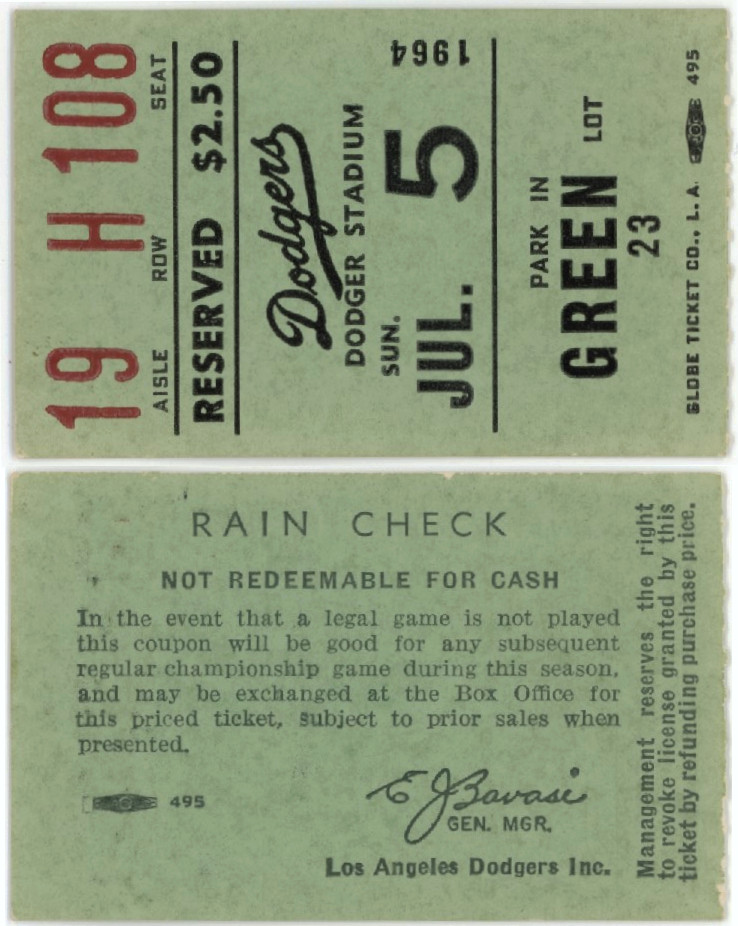 19 H 108
AISLE ROW SEAT
RESERVED $2.50
Dodgers
DODGER STADIUM
SUN.
JUL. 5
1964
PARK IN
GREEN LOT
23
GLOBE TICKET CO., L.A. 495
RAIN CHECK
NOT REDEEMABLE FOR CASH
In the event that a legal game is not played
this coupon will be good for any subsequent
regular championship game during this season,
and may be exchanged at the Box Office for
this priced ticket, subject to prior sales when
presented.
495
E J Bavasi
GEN. MGR.
Los Angeles Dodgers Inc.
Management reserves the right
to revoke license granted by this
ticket by refunding purchase price.